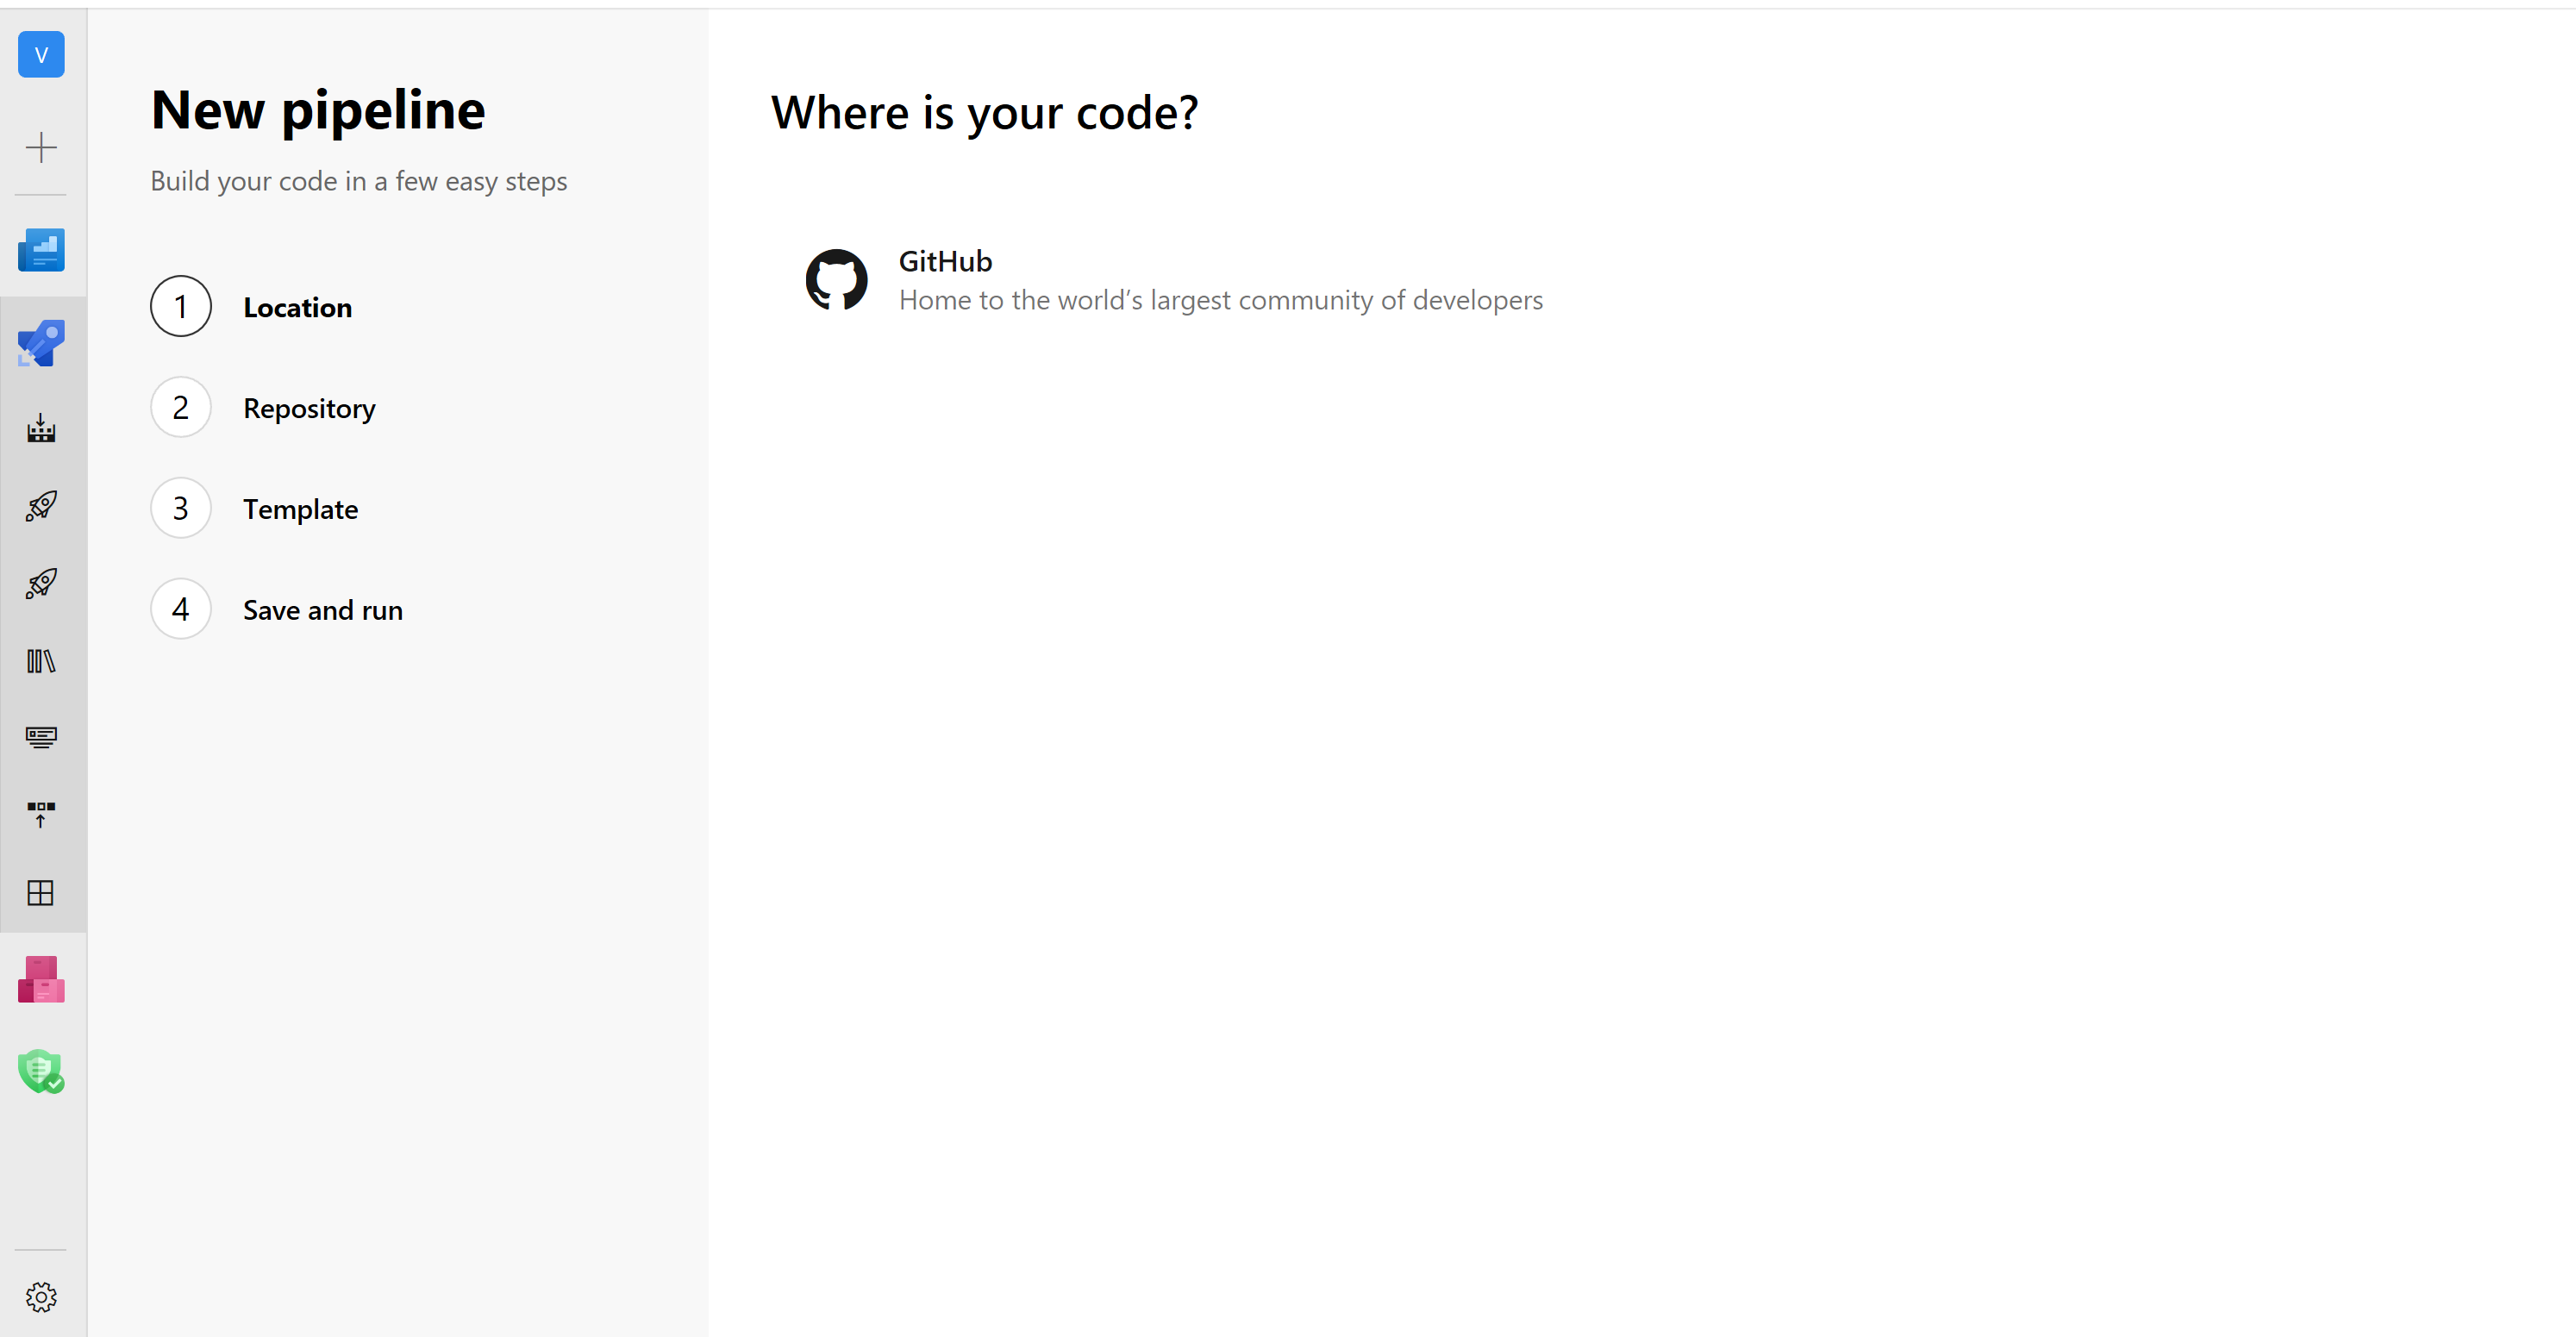 V
New pipeline
Build your code in a few easy steps
1 Location
2 Repository
3 Template
4 Save and run
Where is your code?
GitHub
Home to the world’s largest community of developers